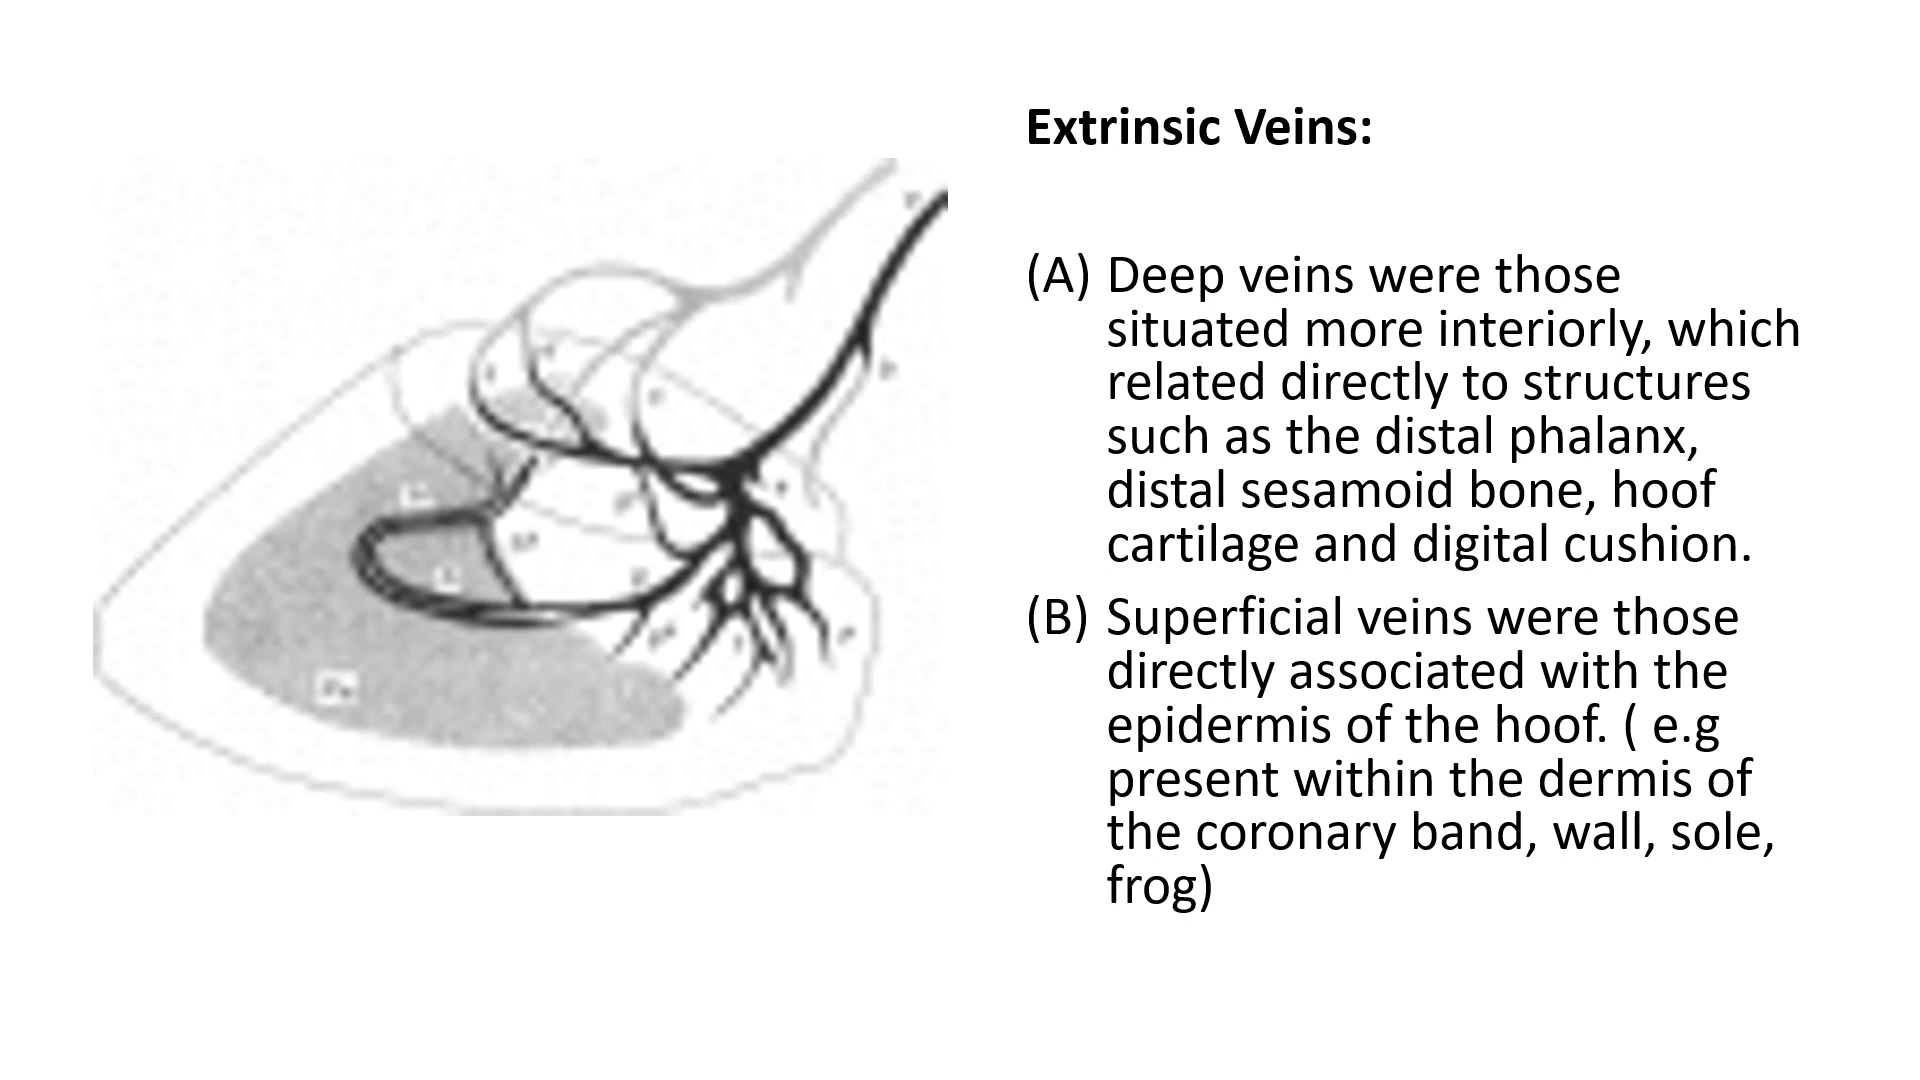 Extrinsic Veins:
(A) Deep veins were those
situated more interiorly, which
related directly to structures
such as the distal phalanx,
distal sesamoid bone, hoof
cartilage and digital cushion.
(B) Superficial veins were those
directly associated with the
epidermis of the hoof. ( e.g
present within the dermis of
the coronary band, wall, sole,
frog)